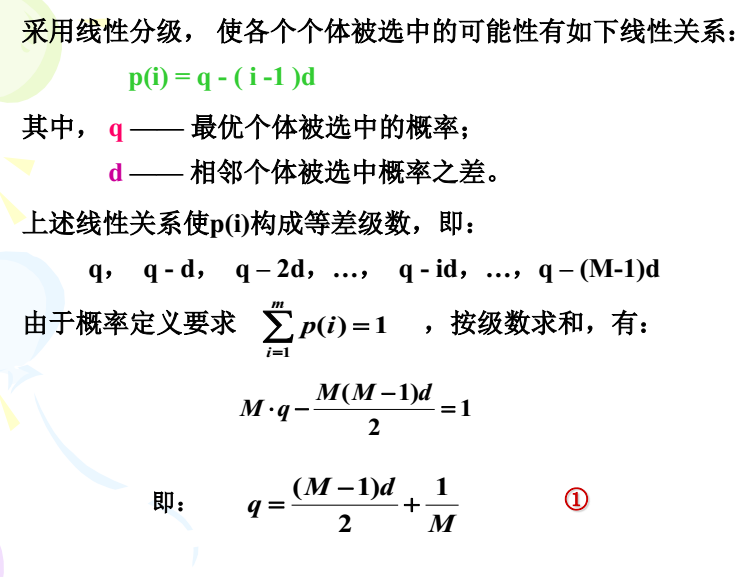 采用线性分级， 使各个个体被选中的可能性有如下线性关系：
p(i) = q - ( i -1 )d
其中， q —— 最优个体被选中的概率；
d —— 相邻个体被选中概率之差。
上述线性关系使p(i)构成等差级数，即：
q， q - d， q – 2d，…， q - id，…，q – (M-1)d
由于概率定义要求 \sum_{i=1}^{m} p(i) = 1 ，按级数求和，有：
M \cdot q - \frac{M(M-1)d}{2} = 1
即： q = \frac{(M-1)d}{2} + \frac{1}{M} ①